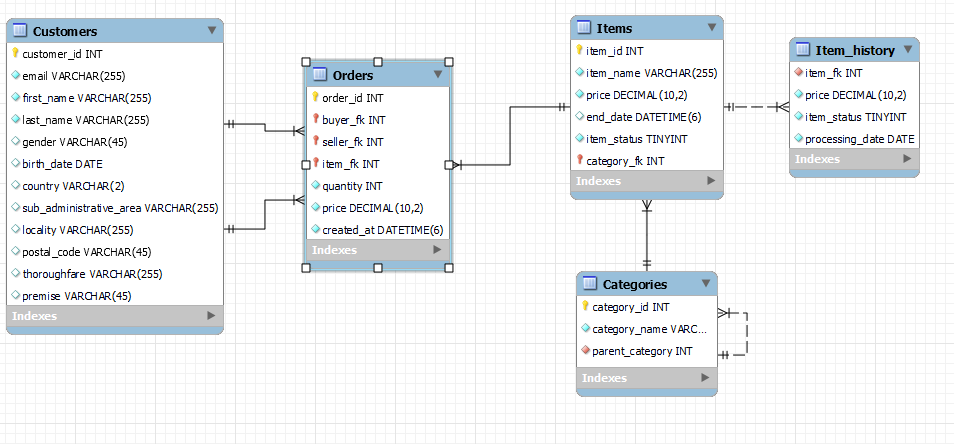 Customers
customer_id INT
email VARCHAR(255)
first_name VARCHAR(255)
last_name VARCHAR(255)
gender VARCHAR(45)
birth_date DATE
country VARCHAR(2)
sub_administrative_area VARCHAR(255)
locality VARCHAR(255)
postal_code VARCHAR(45)
thoroughfare VARCHAR(255)
premise VARCHAR(45)
Indexes
Orders
order_id INT
buyer_fk INT
seller_fk INT
item_fk INT
quantity INT
price DECIMAL(10,2)
created_at DATETIME(6)
Indexes
Items
item_id INT
item_name VARCHAR(255)
price DECIMAL(10,2)
end_date DATETIME(6)
item_status TINYINT
category_fk INT
Indexes
Item_history
item_fk INT
price DECIMAL(10,2)
item_status TINYINT
processing_date DATE
Indexes
Categories
category_id INT
category_name VARC...
parent_category INT
Indexes